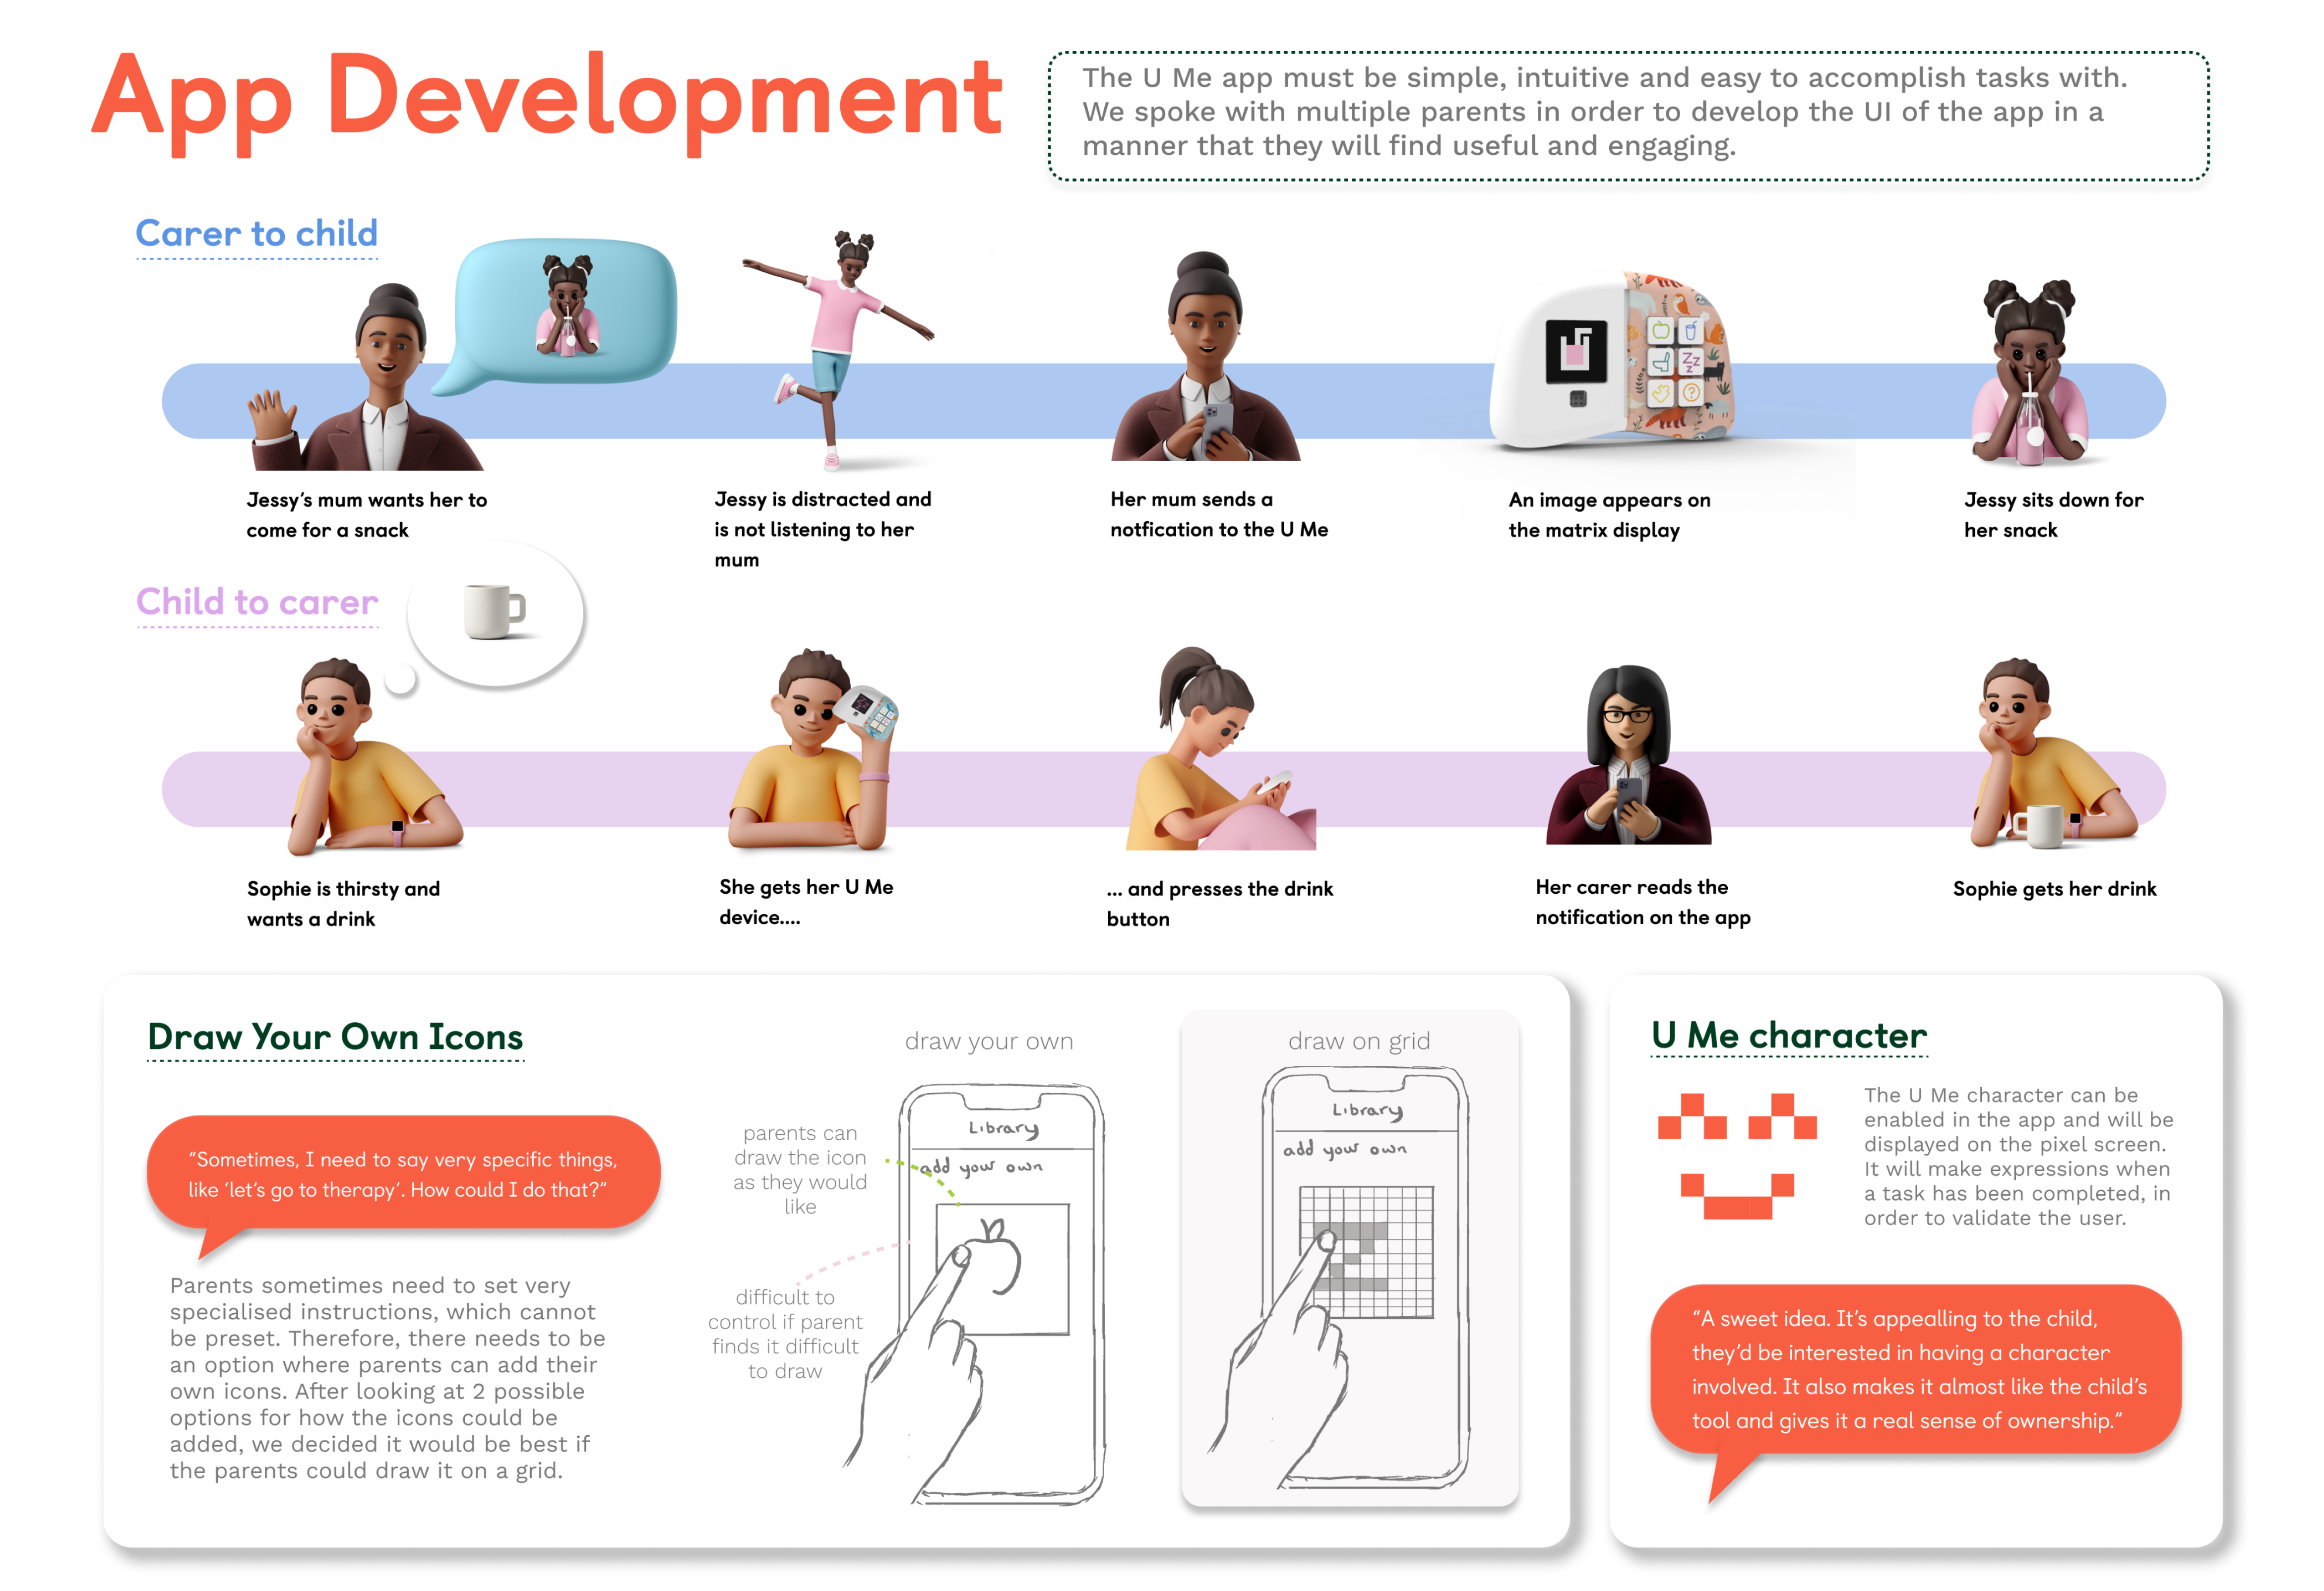 App Development
The U Me app must be simple, intuitive and easy to accomplish tasks with.
We spoke with multiple parents in order to develop the UI of the app in a
manner that they will find useful and engaging.
Carer to child
Jessy's mum wants her to
come for a snack
Jessy is distracted and
is not listening to her
mum
Her mum sends a
notfication to the U Me
An image appears on
the matrix display
Jessy sits down for
her snack
Child to carer
Sophie is thirsty and
wants a drink
She gets her U Me
device....
... and presses the drink
button
Her carer reads the
notification on the app
Sophie gets her drink
Draw Your Own Icons
"Sometimes, I need to say very specific things,
like 'let's go to therapy'. How could I do that?"
Parents sometimes need to set very
specialised instructions, which cannot
be preset. Therefore, there needs to be
an option where parents can add their
own icons. After looking at 2 possible
options for how the icons could be
added, we decided it would be best if
the parents could draw it on a grid.
draw your own
parents can
draw the icon
as they would
like
difficult to
control if parent
finds it difficult
to draw
Library
add your own
draw on grid
Library
add your own
U Me character
The U Me character can be
enabled in the app and will be
displayed on the pixel screen.
It will make expressions when
a task has been completed, in
order to validate the user.
"A sweet idea. It's appealling to the child,
they'd be interested in having a character
involved. It also makes it almost like the child's
tool and gives it a real sense of ownership."